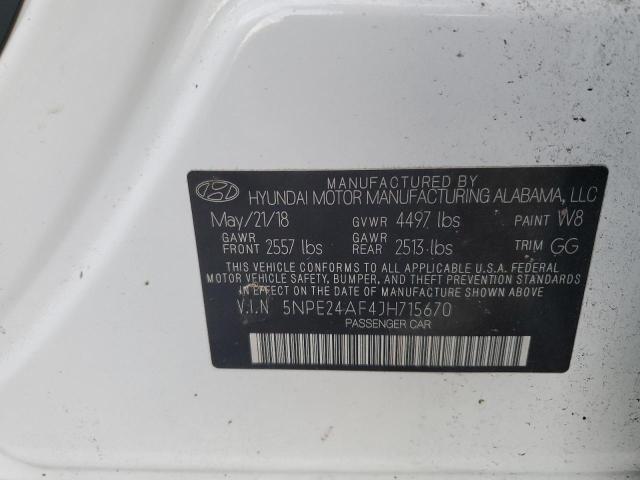 MANUFACTURED BY
HYUNDAI MOTOR MANUFACTURING ALABAMA, LLC
May/21/18 GVWR 4497 lbs PAINT W8
GAWR FRONT 2557 lbs GAWR REAR 2513 lbs TRIM GG
THIS VEHICLE CONFORMS TO ALL APPLICABLE U.S.A. FEDERAL
MOTOR VEHICLE SAFETY, BUMPER, AND THEFT PREVENTION STANDARDS
IN EFFECT ON THE DATE OF MANUFACTURE SHOWN ABOVE.
V.I.N 5NPE24AF4JH715670
PASSENGER CAR